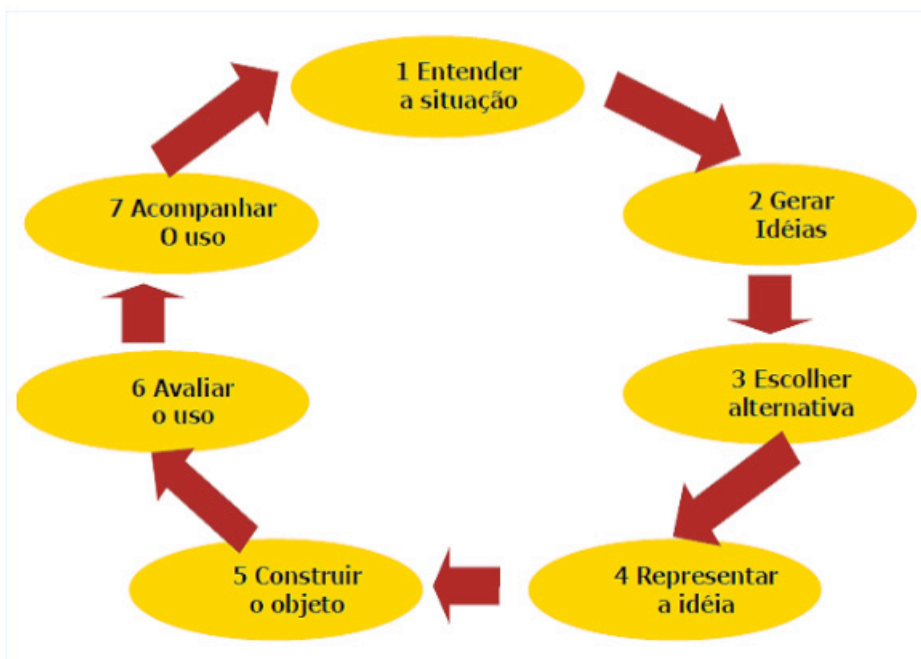 1 Entender
a situação
2 Gerar
Idéias
3 Escolher
alternativa
4 Representar
a idéia
5 Construir
o objeto
6 Avaliar
o uso
7 Acompanhar
O uso